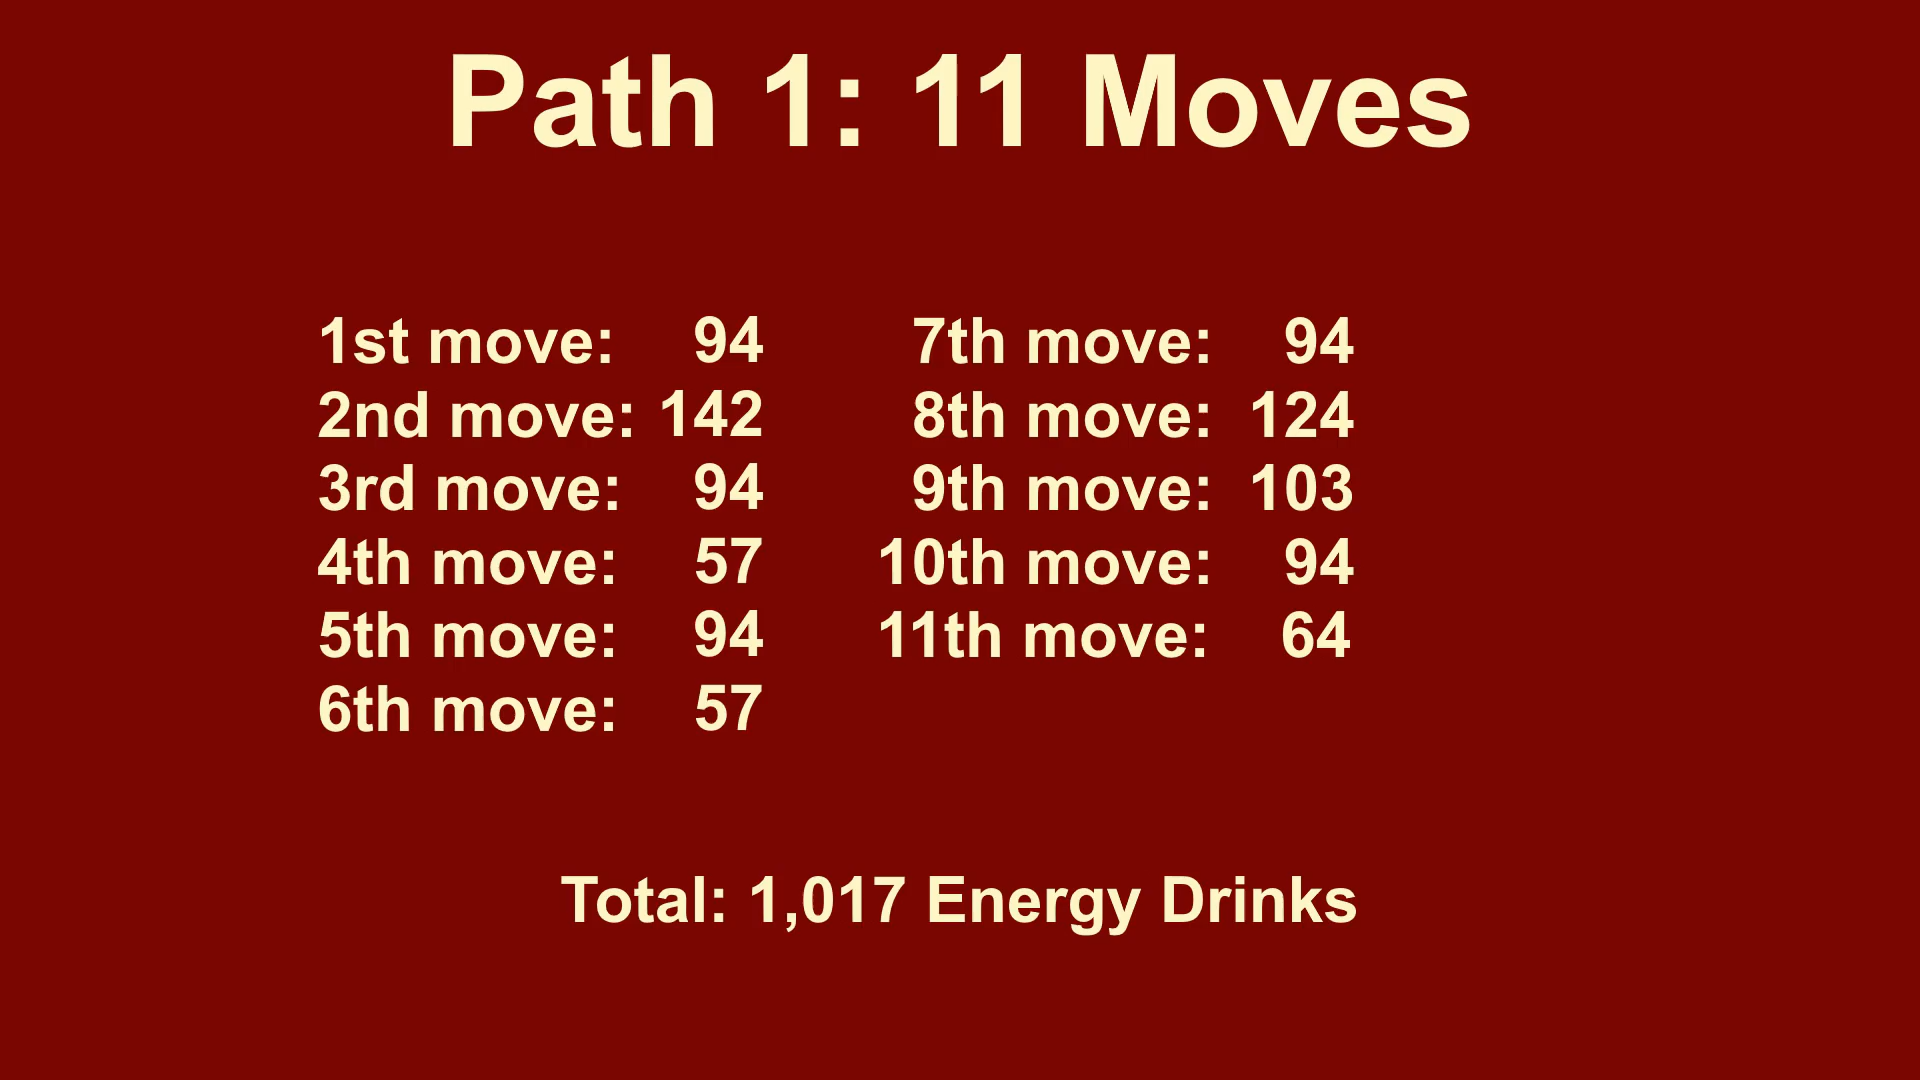 Path 1: 11 Moves
1st move: 94
2nd move: 142
3rd move: 94
4th move: 57
5th move: 94
6th move: 57
7th move: 94
8th move: 124
9th move: 103
10th move: 94
11th move: 64
Total: 1,017 Energy Drinks